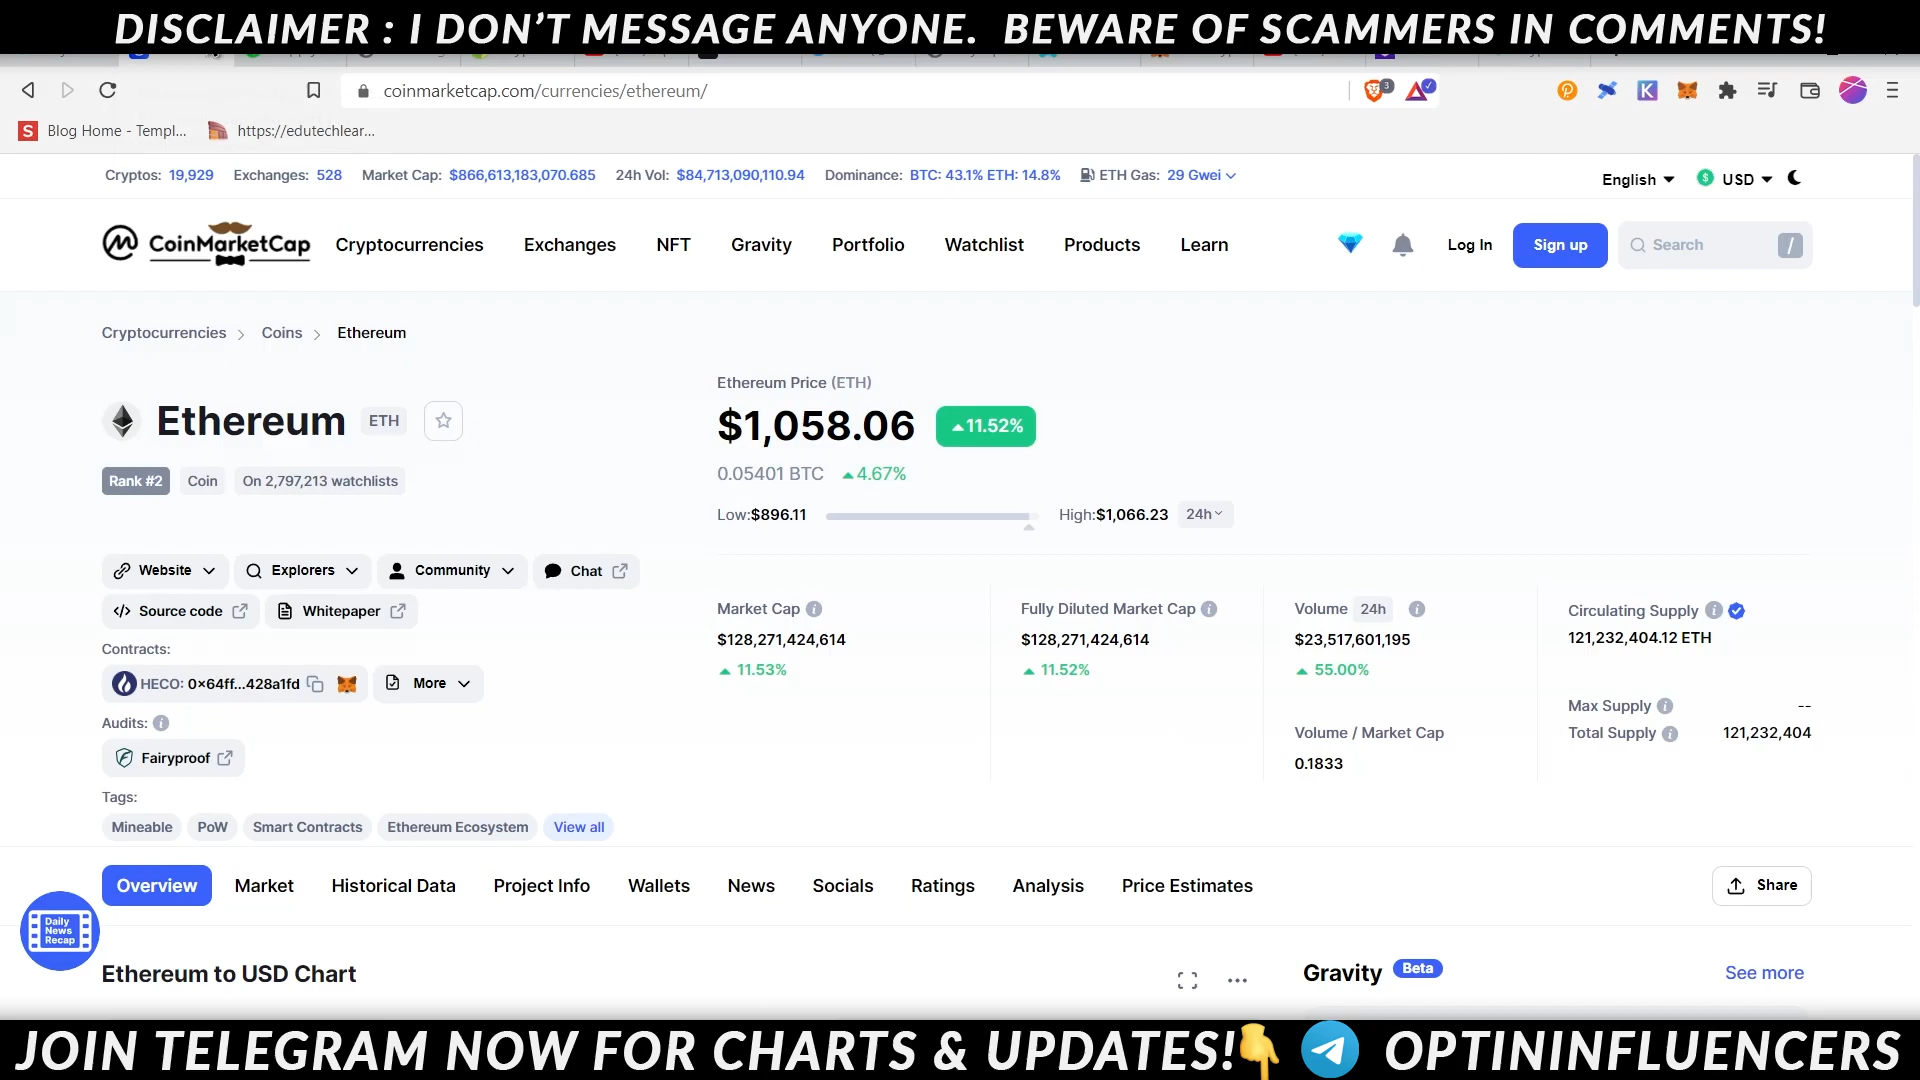 DISCLAIMER : I DON'T MESSAGE ANYONE. BEWARE OF SCAMMERS IN COMMENTS!
coinmarketcap.com/currencies/ethereum/
3
K
S Blog Home - Templ...
https://edutechlear...
Cryptos: 19,929 Exchanges: 528 Market Cap: $866,613,183,070.685 24h Vol: $84,713,090,110.94 Dominance: BTC: 43.1% ETH: 14.8% ETH Gas: 29 Gwei
English $ USD
CoinMarketCap Cryptocurrencies Exchanges NFT Gravity Portfolio Watchlist Products Learn
Log In Sign up Search /
Cryptocurrencies > Coins > Ethereum
Ethereum ETH
Rank #2 Coin On 2,797,213 watchlists
Website Explorers Community Chat
Source code Whitepaper
Contracts:
HECO: 0x64ff...428a1fd More
Audits:
Fairyproof
Tags:
Mineable PoW Smart Contracts Ethereum Ecosystem View all
Ethereum Price (ETH)
$1,058.06 11.52%
0.05401 BTC 4.67%
Low:$896.11 High:$1,066.23 24h
Market Cap
$128,271,424,614
11.53%
Fully Diluted Market Cap
$128,271,424,614
11.52%
Volume 24h
$23,517,601,195
55.00%
Volume / Market Cap
0.1833
Circulating Supply
121,232,404.12 ETH
Max Supply --
Total Supply 121,232,404
Overview Market Historical Data Project Info Wallets News Socials Ratings Analysis Price Estimates
Share
Daily
News
Recap
Ethereum to USD Chart
Gravity Beta See more
JOIN TELEGRAM NOW FOR CHARTS & UPDATES!👇 OPTININFLUENCERS